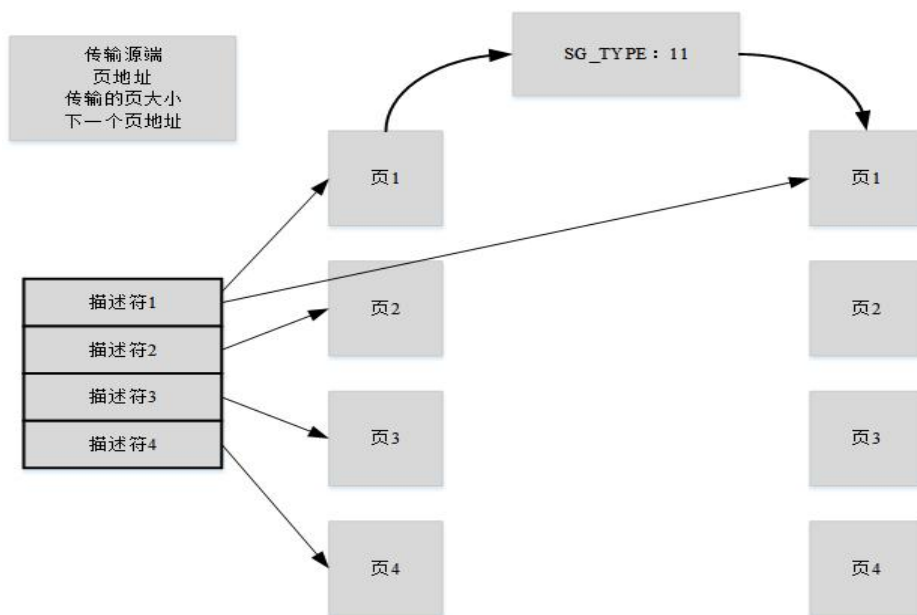 传输源端
页地址
传输的页大小
下一个页地址
SG_TYPE：11
页1
页1
描述符1
描述符2
描述符3
描述符4
页2
页2
页3
页3
页4
页4